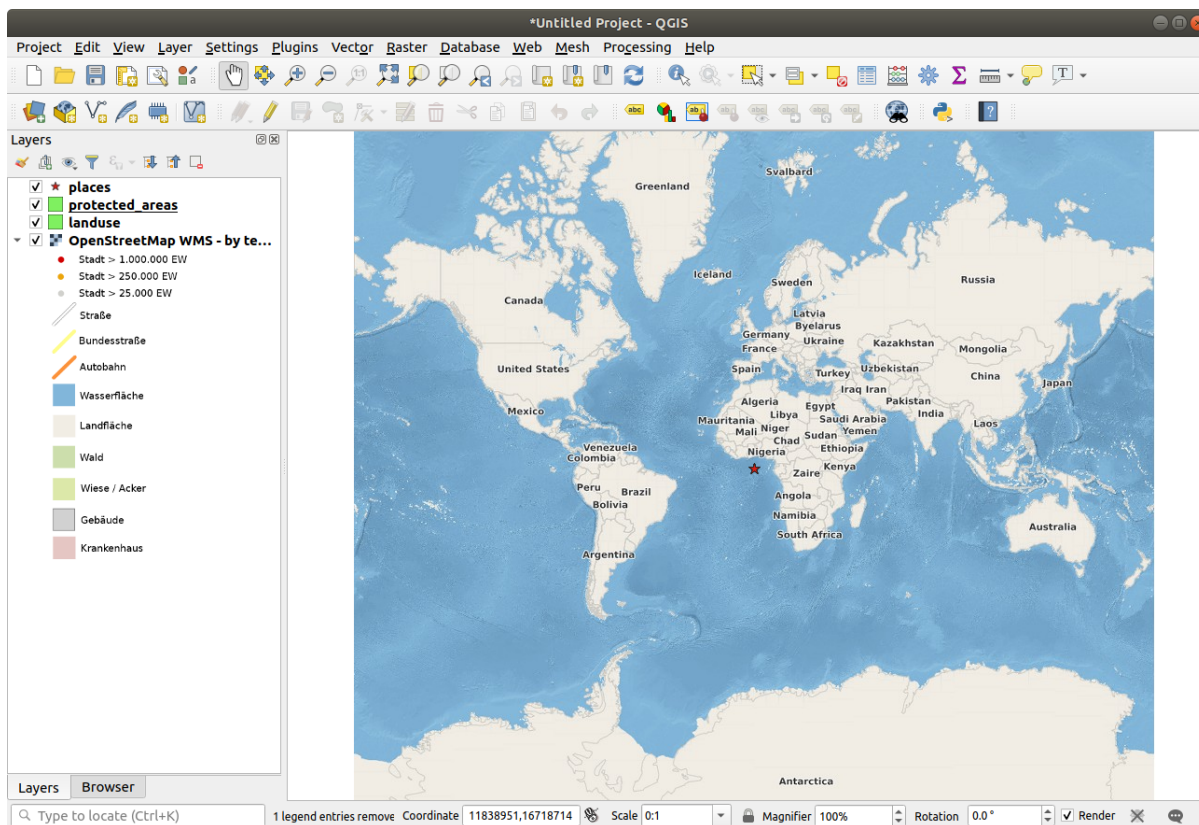 *Untitled Project - QGIS
Project Edit View Layer Settings Plugins Vector Raster Database Web Mesh Processing Help
Layers
places
protected_areas
landuse
OpenStreetMap WMS - by te...
Stadt > 1.000.000 EW
Stadt > 250.000 EW
Stadt > 25.000 EW
Straße
Bundesstraße
Autobahn
Wasserfläche
Landfläche
Wald
Wiese / Acker
Gebäude
Krankenhaus
Greenland
Svalbard
Iceland
Sweden
Russia
Canada
Latvia
Byelarus
Germany
Ukraine
France
Kazakhstan
Mongolia
United States
Spain
Turkey
Uzbekistan
China
Japan
Iraq Iran
Mexico
Algeria
Egypt
Pakistan
Libya
India
Mauritania
Saudi Arabia
Laos
Mali
Niger
Yemen
Chad
Sudan
Venezuela
Nigeria
Ethiopia
Colombia
Zaire
Kenya
Peru
Brazil
Angola
Bolivia
Namibia
Australia
South Africa
Argentina
Antarctica
Layers Browser
Type to locate (Ctrl+K) 1 legend entries remove Coordinate 11838951,16718714 Scale 0:1 Magnifier 100% Rotation 0.0 ° Render